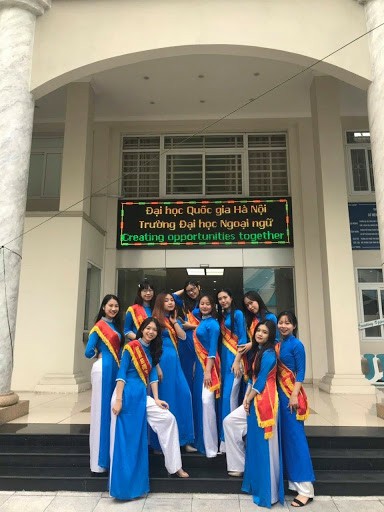 Đại học Quốc gia Hà Nội
Trường Đại học Ngoại ngữ
Creating opportunities together